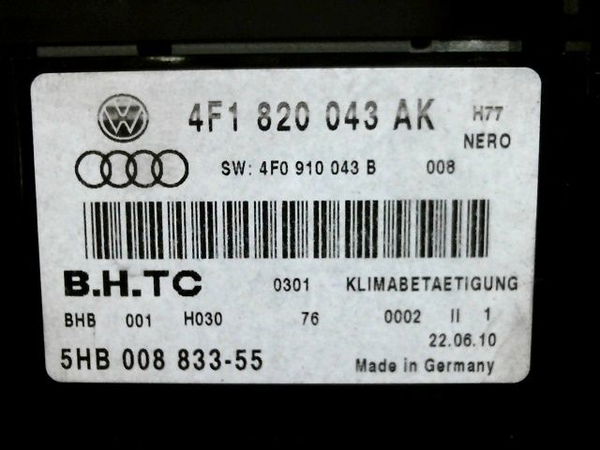 4F1 820 043 AK H77
NERO
SW: 4F0 910 043 B 008
B.H.TC 0301 KLIMABETAETIGUNG
BHB 001 H030 76 0002 II 1
22.06.10
5HB 008 833-55 Made in Germany